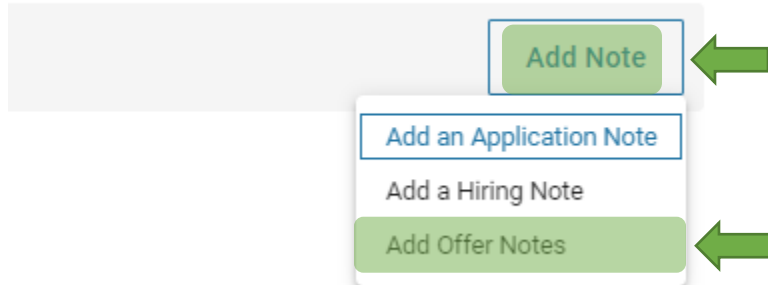 Add Note
Add an Application Note
Add a Hiring Note
Add Offer Notes